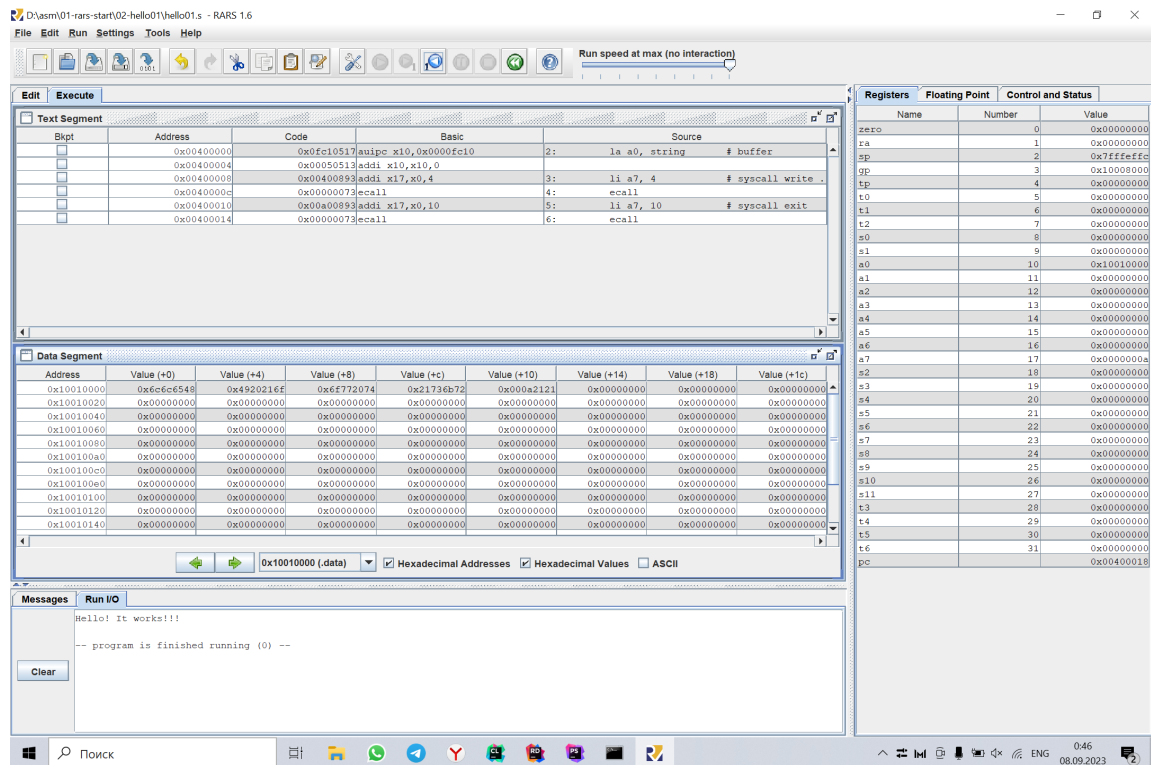 D:\asm\01-rars-start\02-hello01\hello01.s - RARS 1.6
File Edit Run Settings Tools Help
Run speed at max (no interaction)
Edit Execute
Text Segment
Bkpt Address Code Basic Source
0x00400000 0x0fc10517 auipc x10,0x0000fc10 2: la a0, string # buffer
0x00400004 0x00050513 addi x10,x10,0
0x00400008 0x00400893 addi x17,x0,4 3: li a7, 4 # syscall write .
0x0040000c 0x00000073 ecall 4: ecall
0x00400010 0x00a00893 addi x17,x0,10 5: li a7, 10 # syscall exit
0x00400014 0x00000073 ecall 6: ecall
Data Segment
Address Value (+0) Value (+4) Value (+8) Value (+c) Value (+10) Value (+14) Value (+18) Value (+1c)
0x10010000 0x6c6c6548 0x4920216f 0x6f772074 0x21736b72 0x000a2121 0x00000000 0x00000000 0x00000000
0x10010020 0x00000000 0x00000000 0x00000000 0x00000000 0x00000000 0x00000000 0x00000000 0x00000000
0x10010040 0x00000000 0x00000000 0x00000000 0x00000000 0x00000000 0x00000000 0x00000000 0x00000000
0x10010060 0x00000000 0x00000000 0x00000000 0x00000000 0x00000000 0x00000000 0x00000000 0x00000000
0x10010080 0x00000000 0x00000000 0x00000000 0x00000000 0x00000000 0x00000000 0x00000000 0x00000000
0x100100a0 0x00000000 0x00000000 0x00000000 0x00000000 0x00000000 0x00000000 0x00000000 0x00000000
0x100100c0 0x00000000 0x00000000 0x00000000 0x00000000 0x00000000 0x00000000 0x00000000 0x00000000
0x100100e0 0x00000000 0x00000000 0x00000000 0x00000000 0x00000000 0x00000000 0x00000000 0x00000000
0x10010100 0x00000000 0x00000000 0x00000000 0x00000000 0x00000000 0x00000000 0x00000000 0x00000000
0x10010120 0x00000000 0x00000000 0x00000000 0x00000000 0x00000000 0x00000000 0x00000000 0x00000000
0x10010140 0x00000000 0x00000000 0x00000000 0x00000000 0x00000000 0x00000000 0x00000000 0x00000000
0x10010000 (.data) Hexadecimal Addresses Hexadecimal Values ASCII
Messages Run I/O
Hello! It works!!!
-- program is finished running (0) --
Clear
Registers Floating Point Control and Status
Name Number Value
zero 0 0x00000000
ra 1 0x00000000
sp 2 0x7fffeffc
gp 3 0x10008000
tp 4 0x00000000
t0 5 0x00000000
t1 6 0x00000000
t2 7 0x00000000
s0 8 0x00000000
s1 9 0x00000000
a0 10 0x10010000
a1 11 0x00000000
a2 12 0x00000000
a3 13 0x00000000
a4 14 0x00000000
a5 15 0x00000000
a6 16 0x00000000
a7 17 0x0000000a
s2 18 0x00000000
s3 19 0x00000000
s4 20 0x00000000
s5 21 0x00000000
s6 22 0x00000000
s7 23 0x00000000
s8 24 0x00000000
s9 25 0x00000000
s10 26 0x00000000
s11 27 0x00000000
t3 28 0x00000000
t4 29 0x00000000
t5 30 0x00000000
t6 31 0x00000000
pc 0x00400018
Поиск
CL RD PS
ENG
0:46
08.09.2023
2